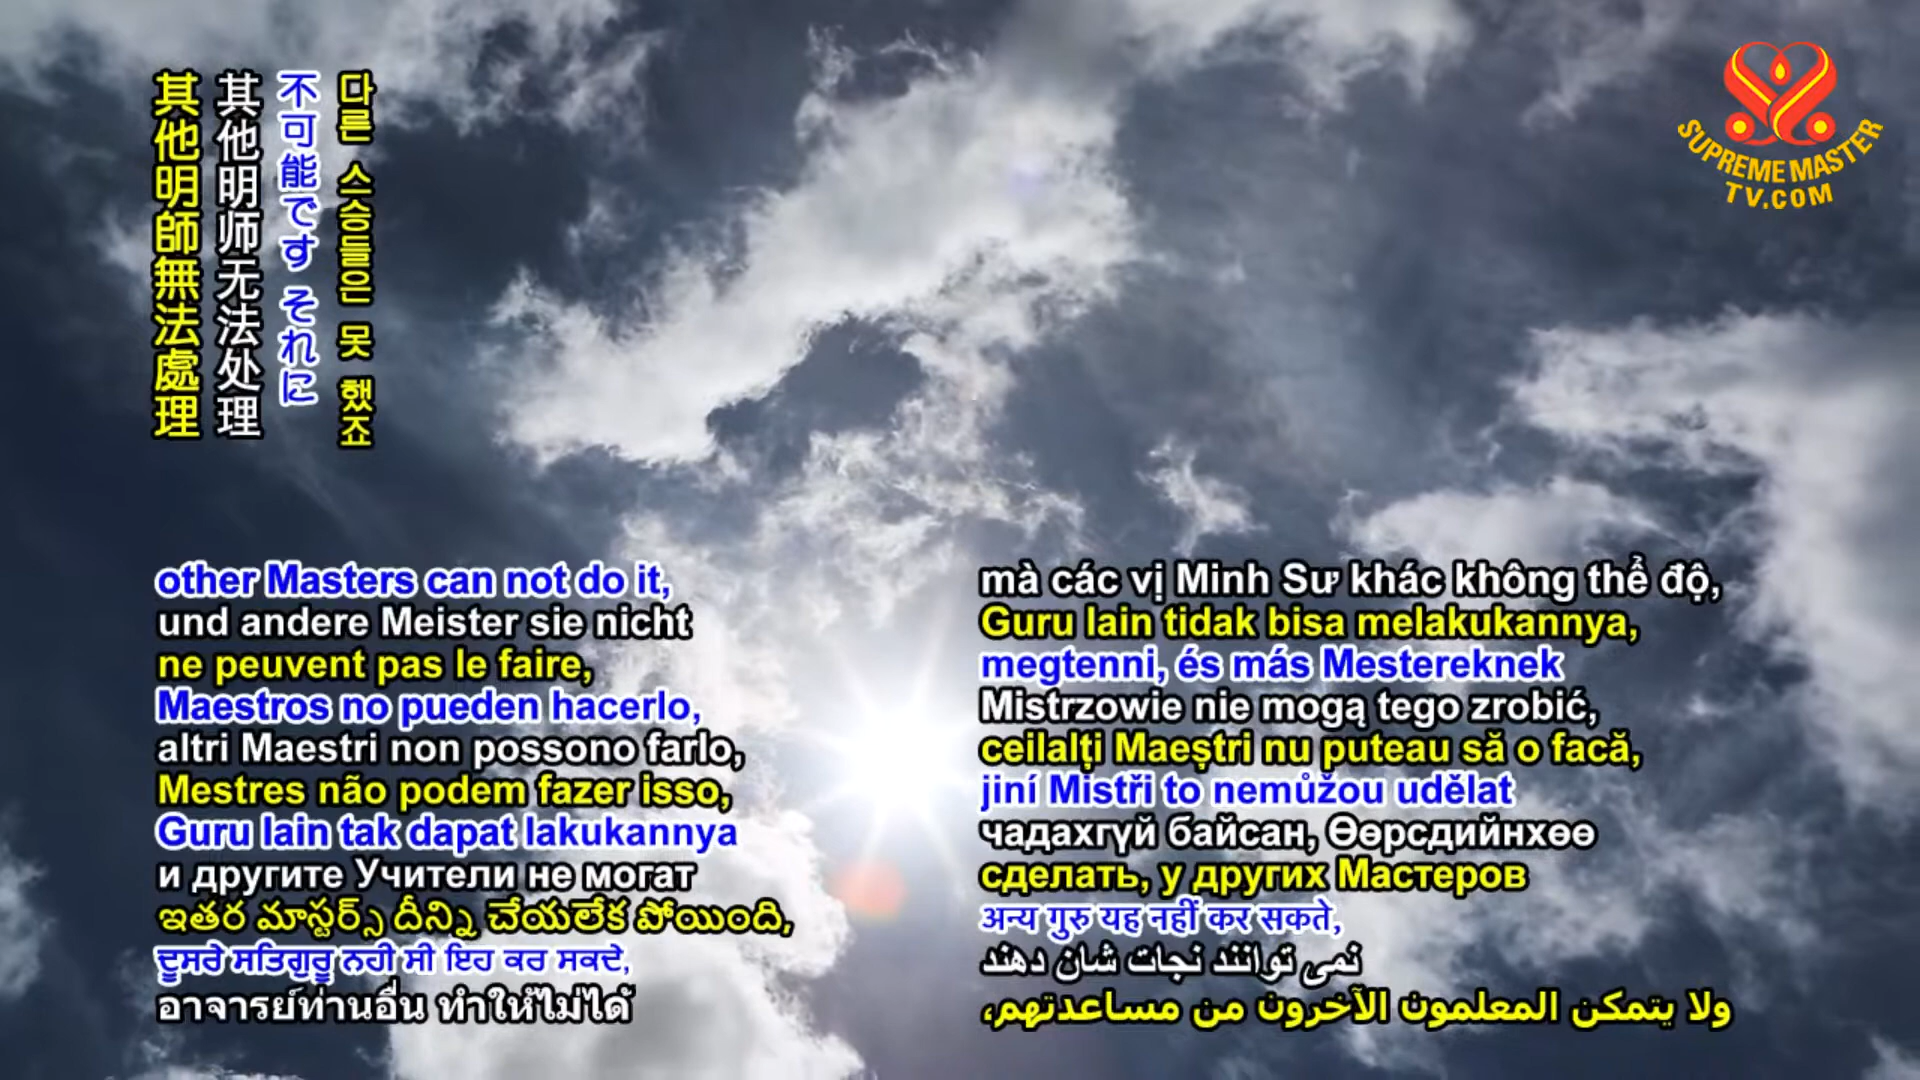 其他明師無法處理
其他明师无法处理
不可能です それに
다른 스승들은 못 했죠
SUPREME MASTER
TV.COM
other Masters can not do it,
und andere Meister sie nicht
ne peuvent pas le faire,
Maestros no pueden hacerlo,
altri Maestri non possono farlo,
Mestres não podem fazer isso,
Guru lain tak dapat lakukannya
и другите Учители не могат
ఇతర మాస్టర్స్ దీన్ని చేయలేక పోయింది,
ਦੂਸਰੇ ਸਤਿਗੁਰੂ ਨਹੀ ਸੀ ਇਹ ਕਰ ਸਕਦੇ,
อาจารย์ท่านอื่น ทำให้ไม่ได้
mà các vị Minh Sư khác không thể độ,
Guru lain tidak bisa melakukannya,
megtenni, és más Mestereknek
Mistrzowie nie mogą tego zrobić,
ceilalți Maeștri nu puteau să o facă,
jiní Mistři to nemůžou udělat
чадахгүй байсан, Өөрсдийнхөө
сделать, у других Мастеров
अन्य गुरु यह नहीं कर सकते,
نمی توانند نجات شان دهند
ولا يتمكن المعلمون الآخرون من مساعدتهم،